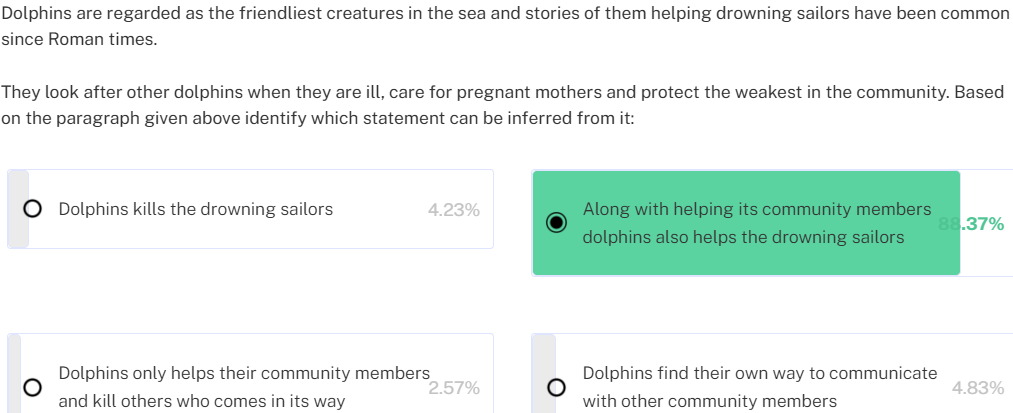 Dolphins are regarded as the friendliest creatures in the sea and stories of them helping drowning sailors have been common
since Roman times.
They look after other dolphins when they are ill, care for pregnant mothers and protect the weakest in the community. Based
on the paragraph given above identify which statement can be inferred from it:
Dolphins kills the drowning sailors
4.23%
Along with helping its community members
dolphins also helps the drowning sailors
88.37%
Dolphins only helps their community members
and kill others who comes in its way
2.57%
Dolphins find their own way to communicate
with other community members
4.83%